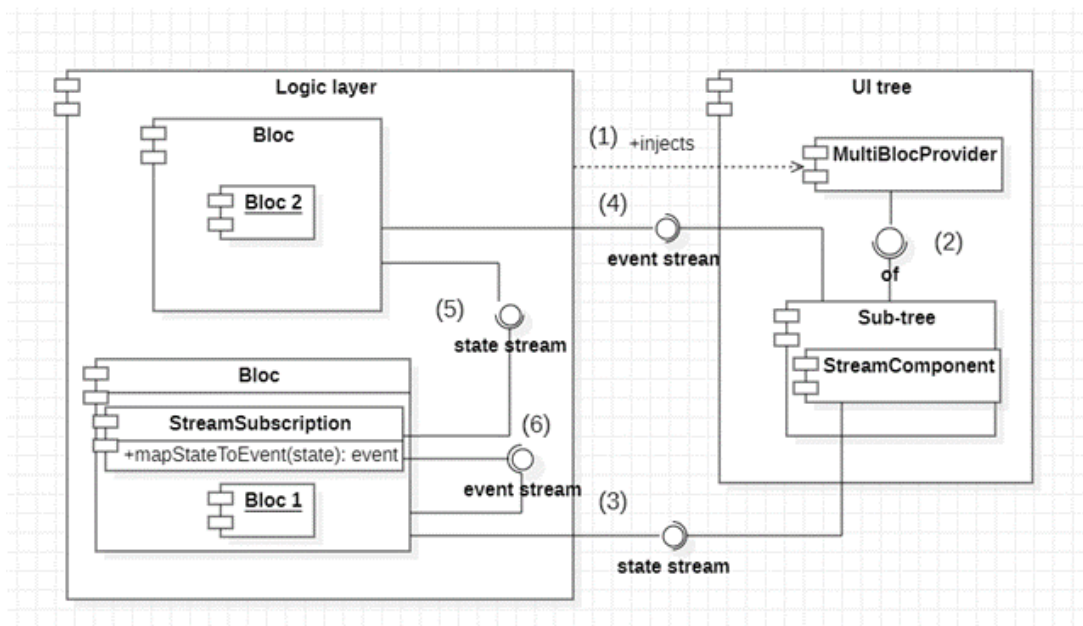 Logic layer
UI tree
Bloc
(1) +injects
MultiBlocProvider
Bloc 2
(4)
event stream
(2)
of
(5)
state stream
Sub-tree
StreamComponent
Bloc
StreamSubscription
+mapStateToEvent(state): event
(6)
event stream
Bloc 1
(3)
state stream